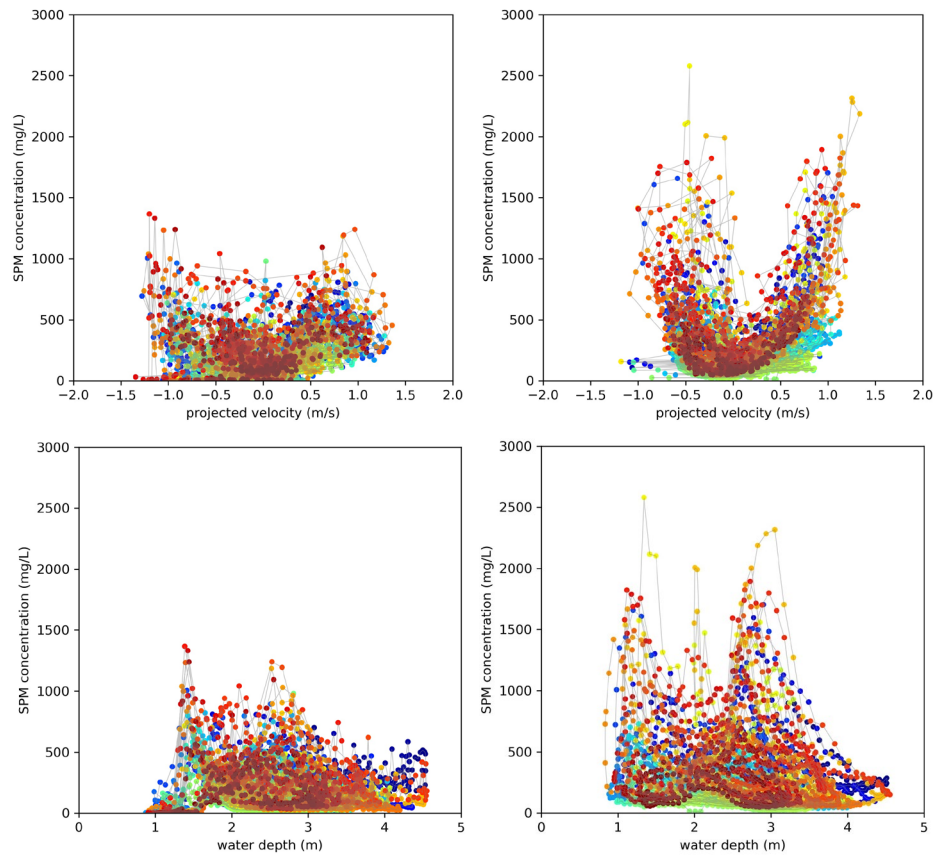 3000 3000
2500 2500
2000 2000
1500 1500
1000 1000
500 500
0 0
SPM concentration (mg/L) SPM concentration (mg/L)
−2.0 −1.5 −1.0 −0.5 0.0 0.5 1.0 1.5 2.0 −2.0 −1.5 −1.0 −0.5 0.0 0.5 1.0 1.5 2.0
projected velocity (m/s) projected velocity (m/s)
3000 3000
2500 2500
2000 2000
1500 1500
1000 1000
500 500
0 0
SPM concentration (mg/L) SPM concentration (mg/L)
0 1 2 3 4 5 0 1 2 3 4 5
water depth (m) water depth (m)